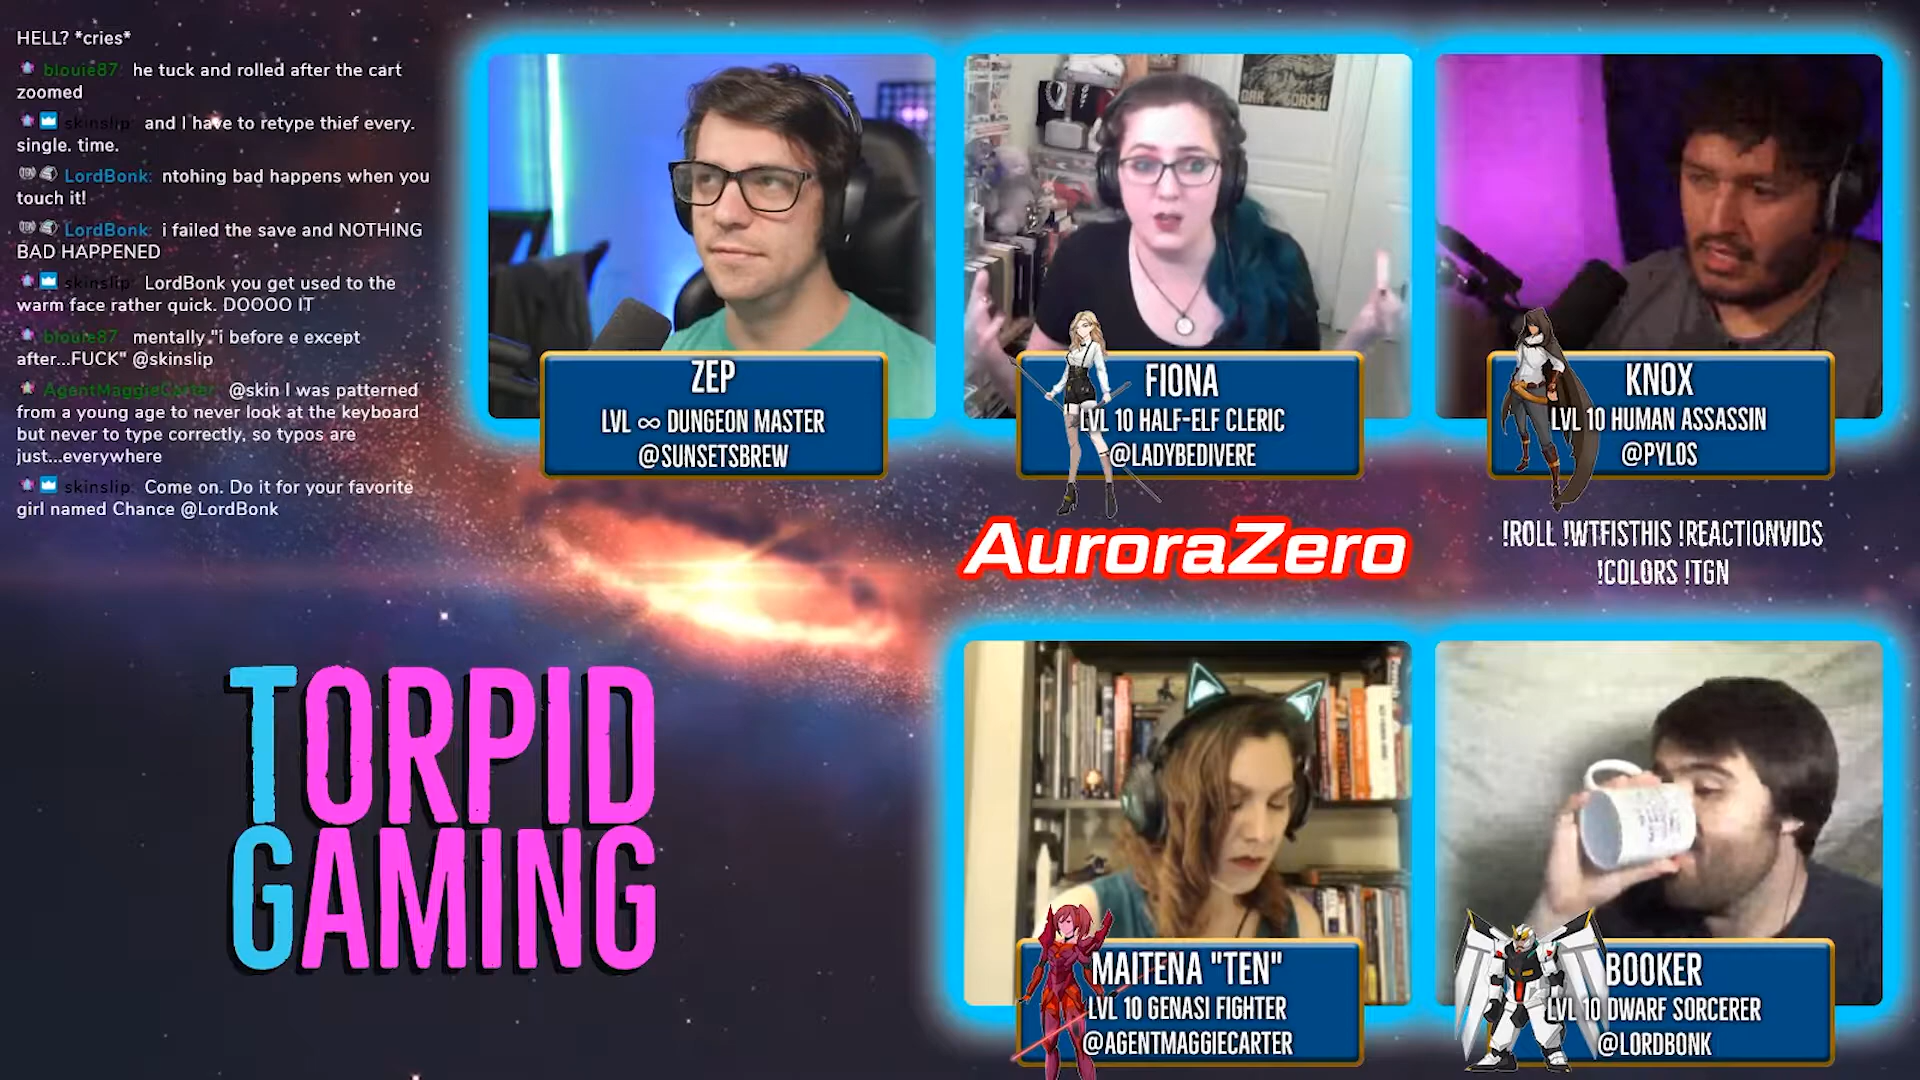 HELL? *cries*
blouie87: he tuck and rolled after the cart
zoomed
skinslip: and I have to retype thief every.
single. time.
LordBonk: ntohing bad happens when you
touch it!
LordBonk: i failed the save and NOTHING
BAD HAPPENED
skinslip: LordBonk you get used to the
warm face rather quick. DOOOO IT
blouie87: mentally "i before e except
after...FUCK" @skinslip
AgentMaggieCarter: @skin I was patterned
from a young age to never look at the keyboard
but never to type correctly, so typos are
just...everywhere
skinslip: Come on. Do it for your favorite
girl named Chance @LordBonk
ZEP
LVL ∞ DUNGEON MASTER
@SUNSETSBREW
FIONA
LVL 10 HALF-ELF CLERIC
@LADYBEDIVERE
KNOX
LVL 10 HUMAN ASSASSIN
@PYLOS
AuroraZero
!ROLL !WTFISTHIS !REACTIONVIDS
!COLORS !TGN
TORPID
GAMING
MAITENA "TEN"
LVL 10 GENASI FIGHTER
@AGENTMAGGIECARTER
BOOKER
LVL 10 DWARF SORCERER
@LORDBONK